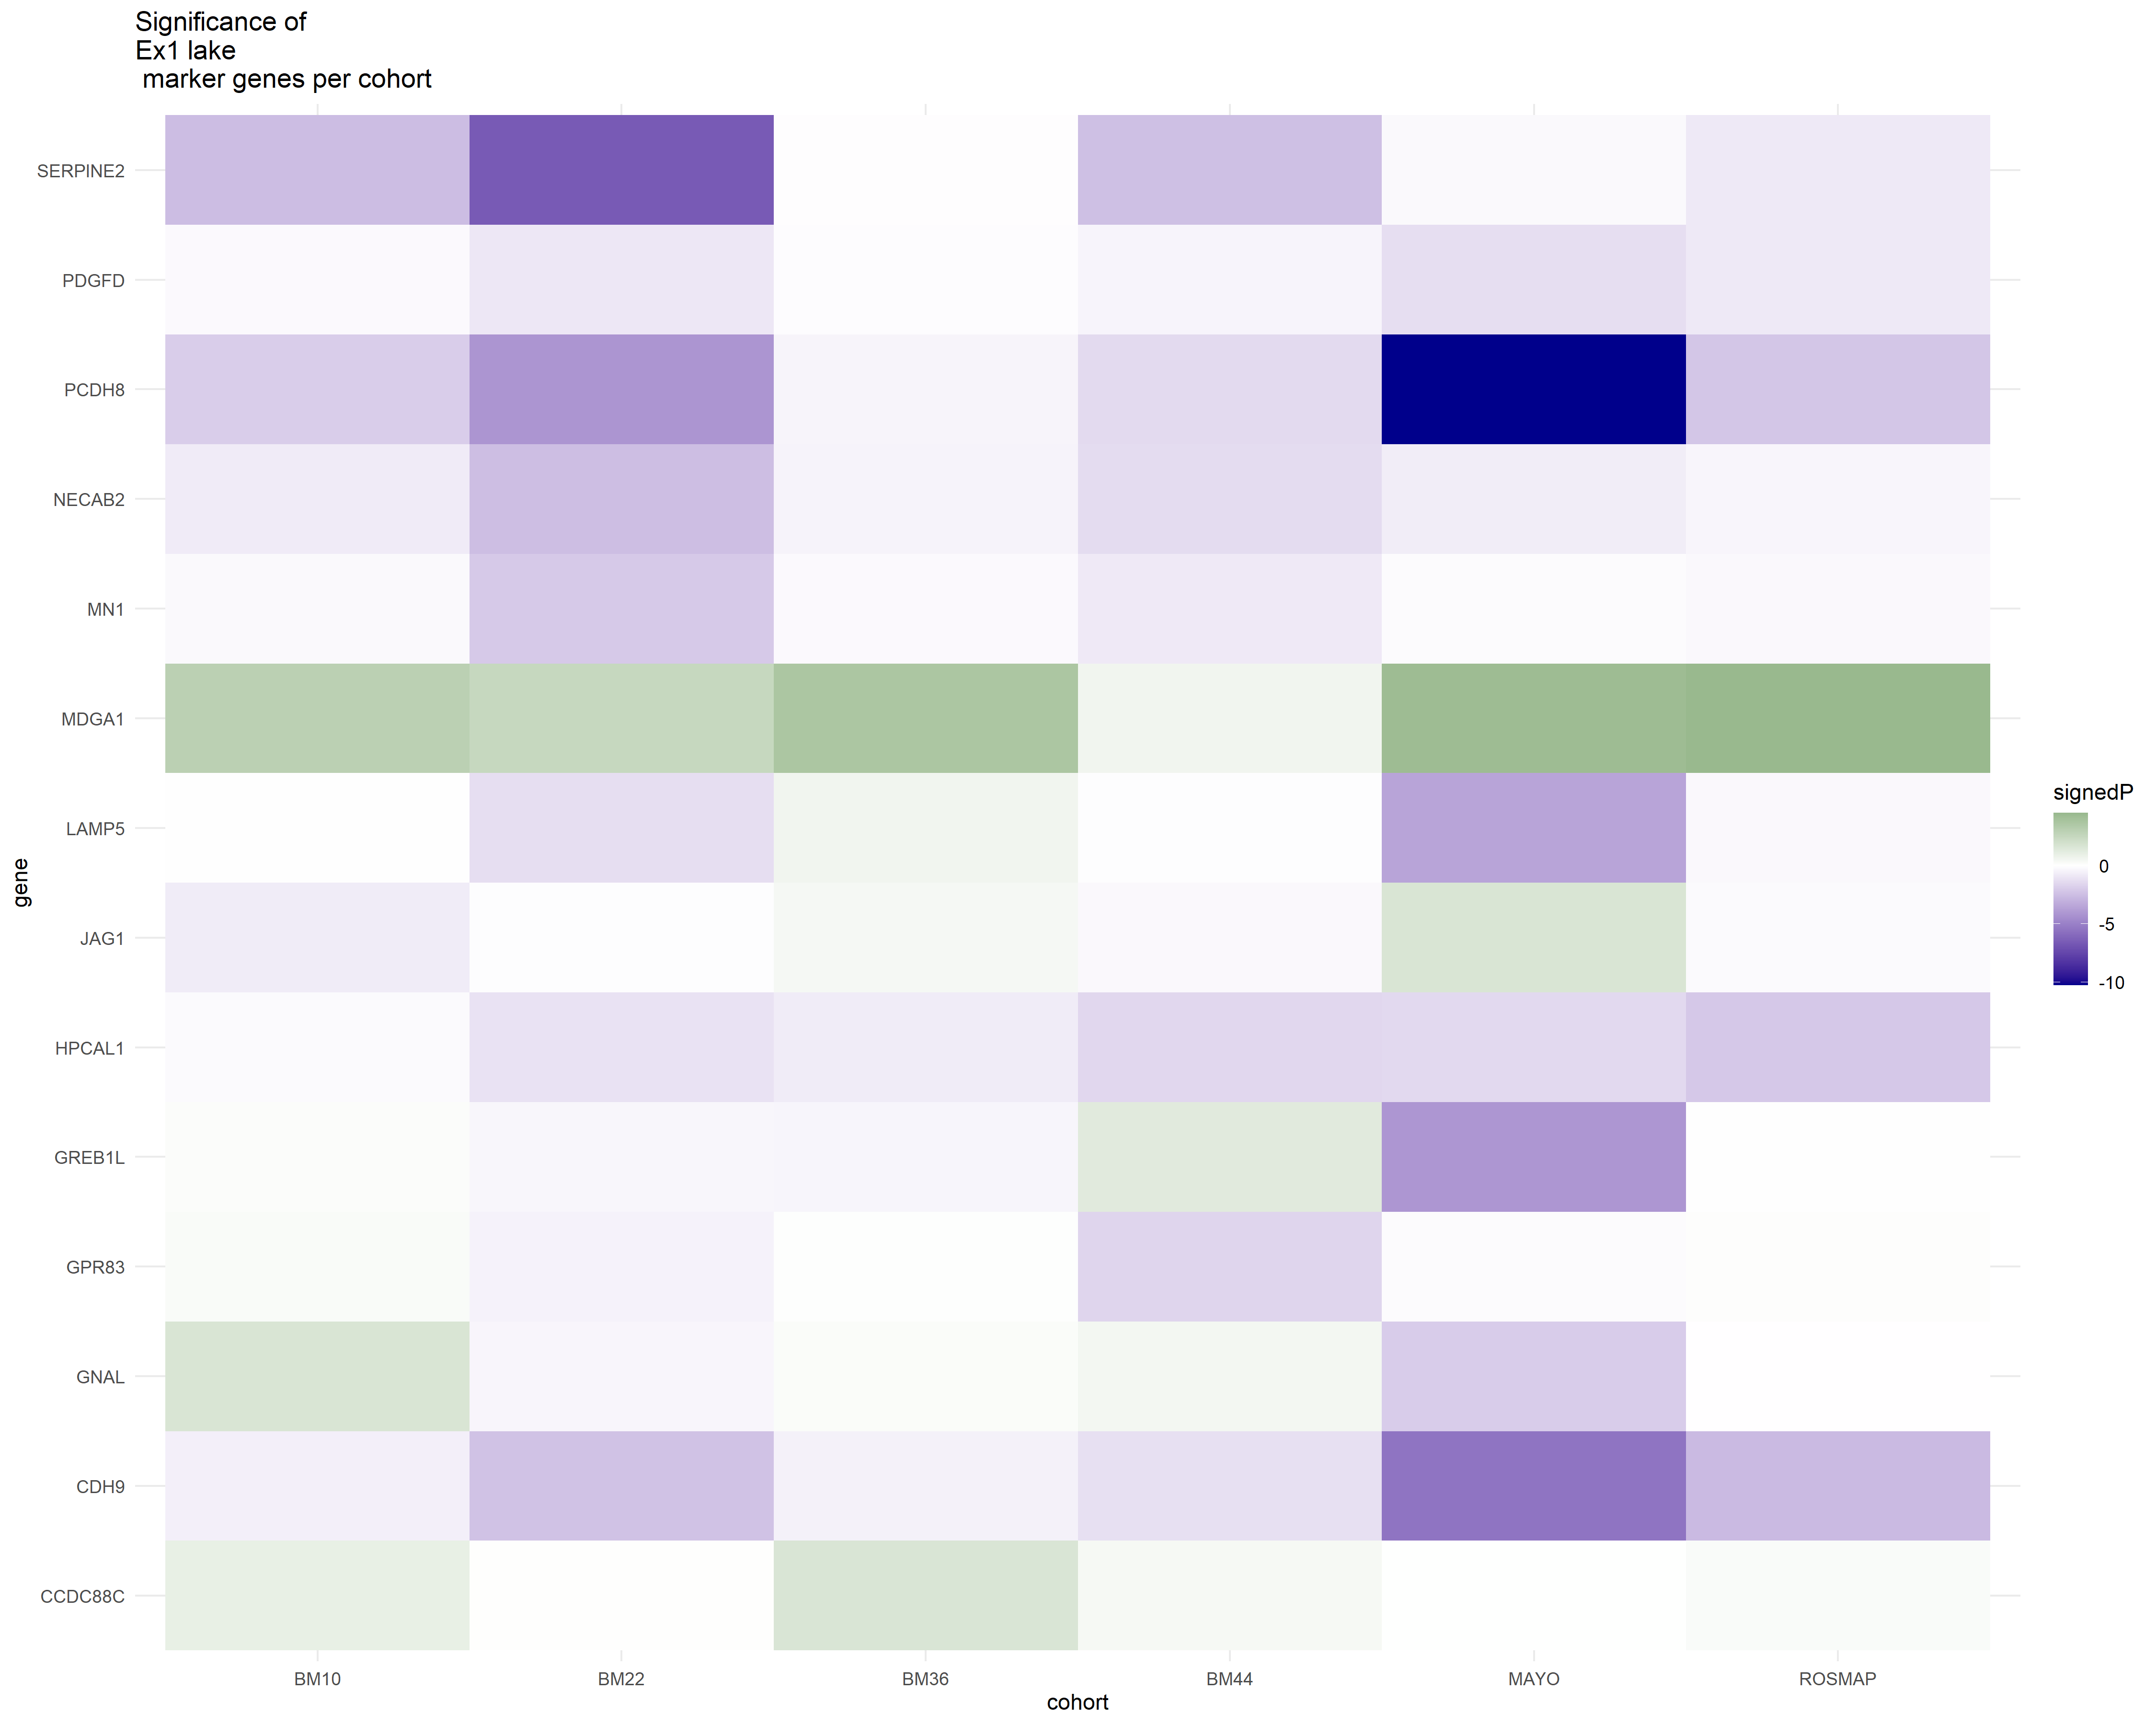 Significance of
Ex1 lake
marker genes per cohort
SERPINE2
PDGFD
PCDH8
NECAB2
MN1
MDGA1
LAMP5
JAG1
HPCAL1
GREB1L
GPR83
GNAL
CDH9
CCDC88C
gene
BM10 BM22 BM36 BM44 MAYO ROSMAP
cohort
signedP
0
-5
-10